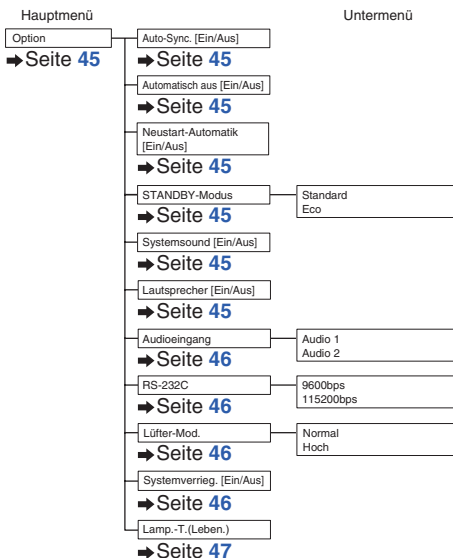 Hauptmenü
Untermenü
Option
➡Seite 45
Auto-Sync. [Ein/Aus]
➡Seite 45
Automatisch aus [Ein/Aus]
➡Seite 45
Neustart-Automatik
[Ein/Aus]
➡Seite 45
STANDBY-Modus
➡Seite 45
Standard
Eco
Systemsound [Ein/Aus]
➡Seite 45
Lautsprecher [Ein/Aus]
➡Seite 45
Audioeingang
➡Seite 46
Audio 1
Audio 2
RS-232C
➡Seite 46
9600bps
115200bps
Lüfter-Mod.
➡Seite 46
Normal
Hoch
Systemverrieg. [Ein/Aus]
➡Seite 46
Lamp.-T.(Leben.)
➡Seite 47